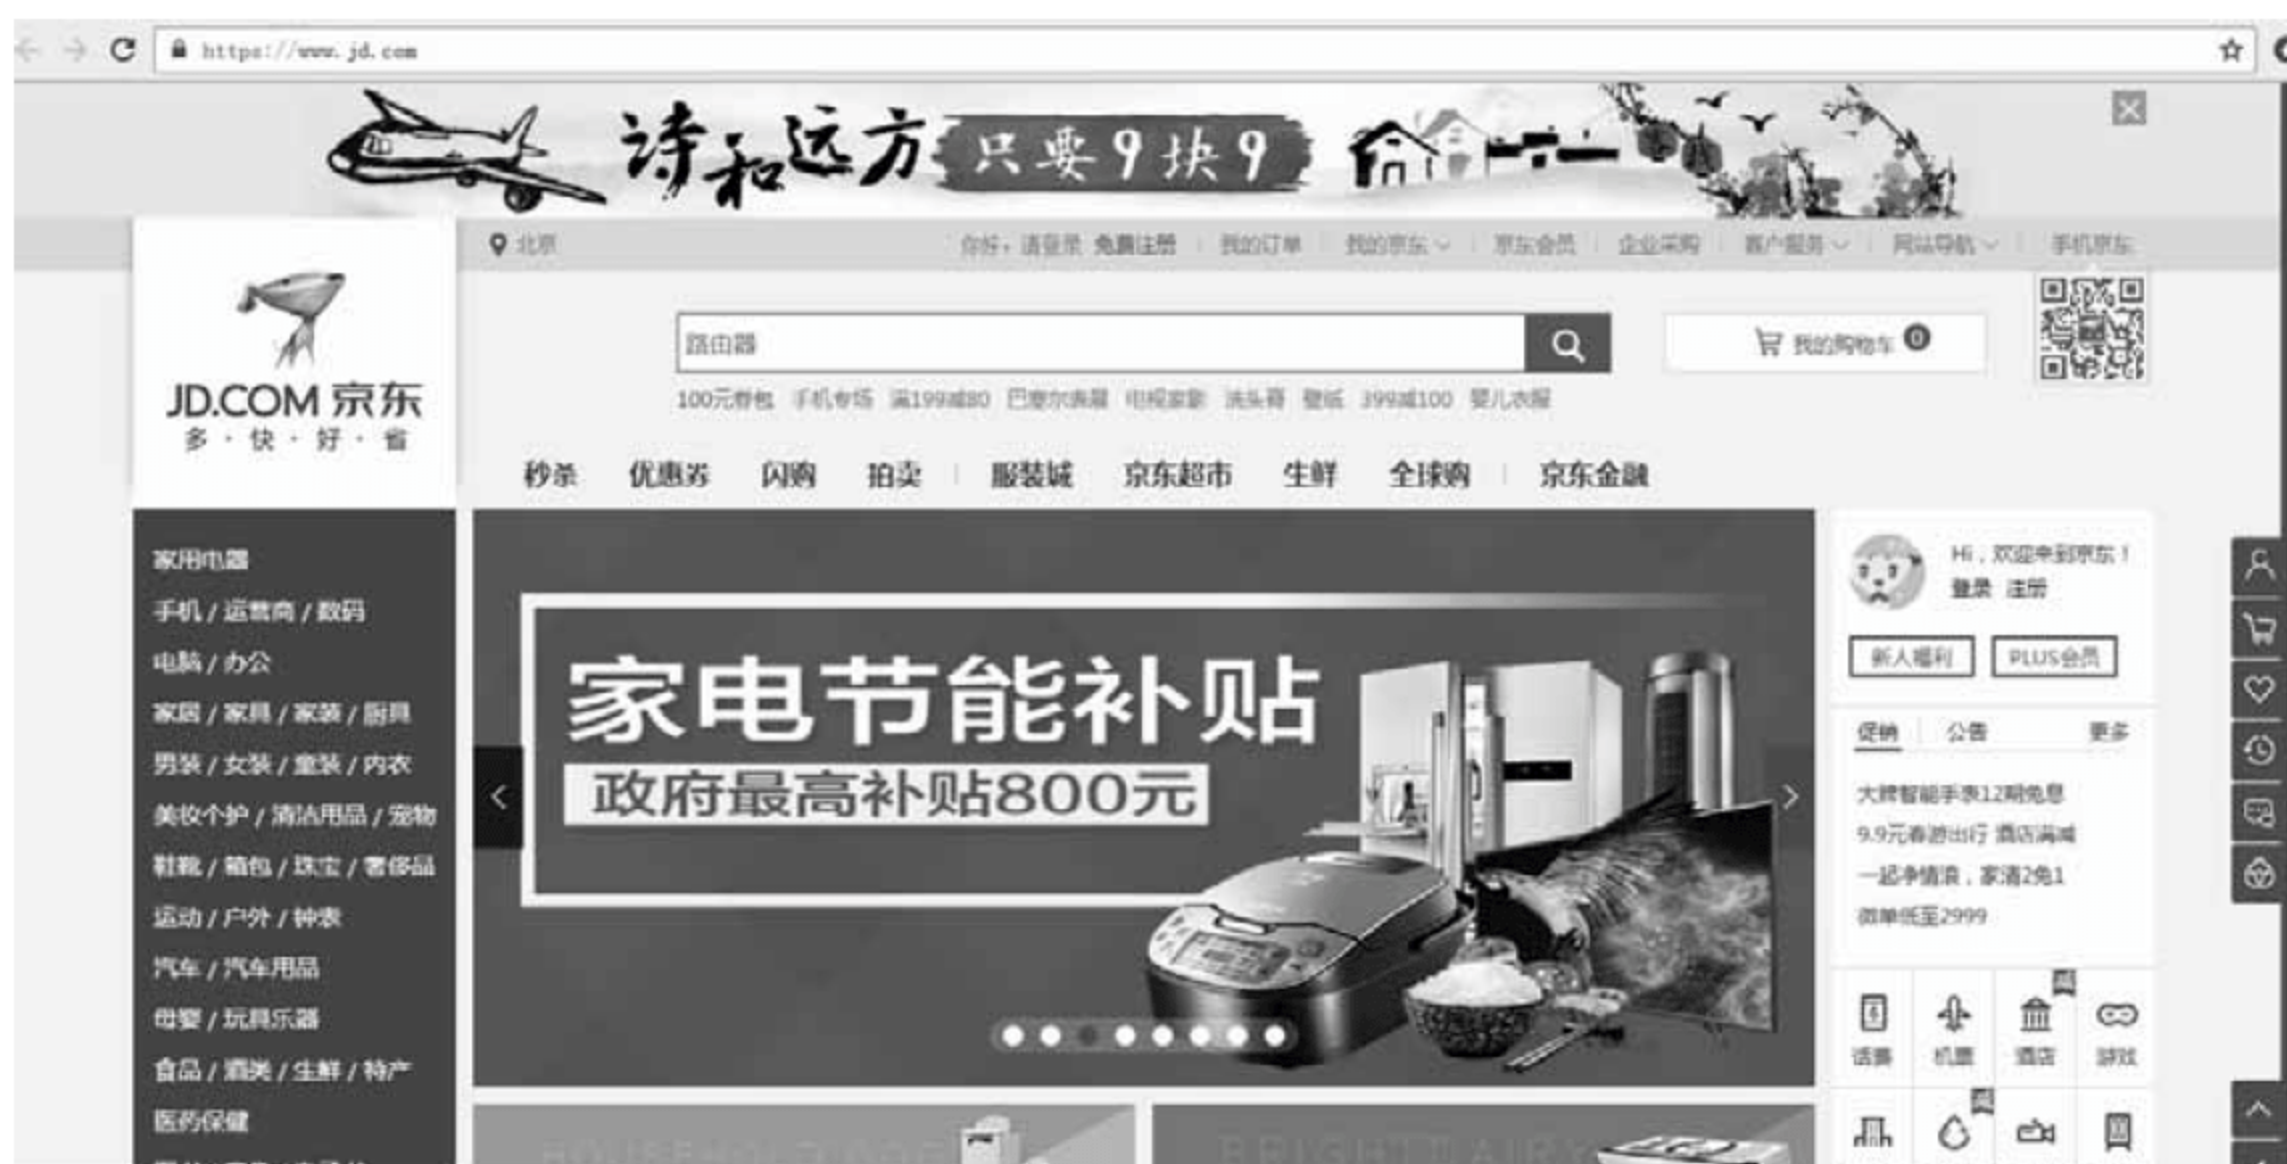 https://www.jd.com
诗和远方 只要9块9
北京
你好，请登录 免费注册 我的订单 我的京东 京东会员 企业采购 客户服务 网站导航 手机京东
JD.COM 京东
多·快·好·省
路由器
我的购物车 0
100元券包 手机专场 满199减80 巴塞尔表展 电视家影 洗头哥 壁纸 399减100 婴儿衣服
秒杀 优惠券 闪购 拍卖 服装城 京东超市 生鲜 全球购 京东金融
家用电器
手机 / 运营商 / 数码
电脑 / 办公
家居 / 家具 / 家装 / 厨具
男装 / 女装 / 童装 / 内衣
美妆个护 / 清洁用品 / 宠物
鞋靴 / 箱包 / 珠宝 / 奢侈品
运动 / 户外 / 钟表
汽车 / 汽车用品
母婴 / 玩具乐器
食品 / 酒类 / 生鲜 / 特产
医药保健
家电节能补贴
政府最高补贴800元
Hi，欢迎来到京东！
登录 注册
新人福利 PLUS会员
促销 公告 更多
大牌智能手表12期免息
9.9元春游出行 酒店满减
一起净情浪，家清2免1
微单低至2999
话费 机票 酒店 游戏